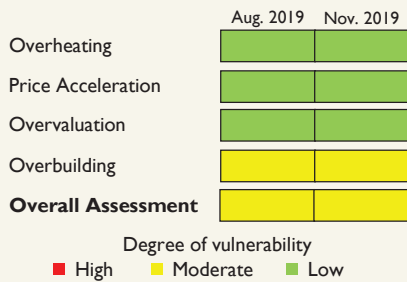 Aug. 2019 Nov. 2019
Overheating
Price Acceleration
Overvaluation
Overbuilding
Overall Assessment
Degree of vulnerability
High Moderate Low